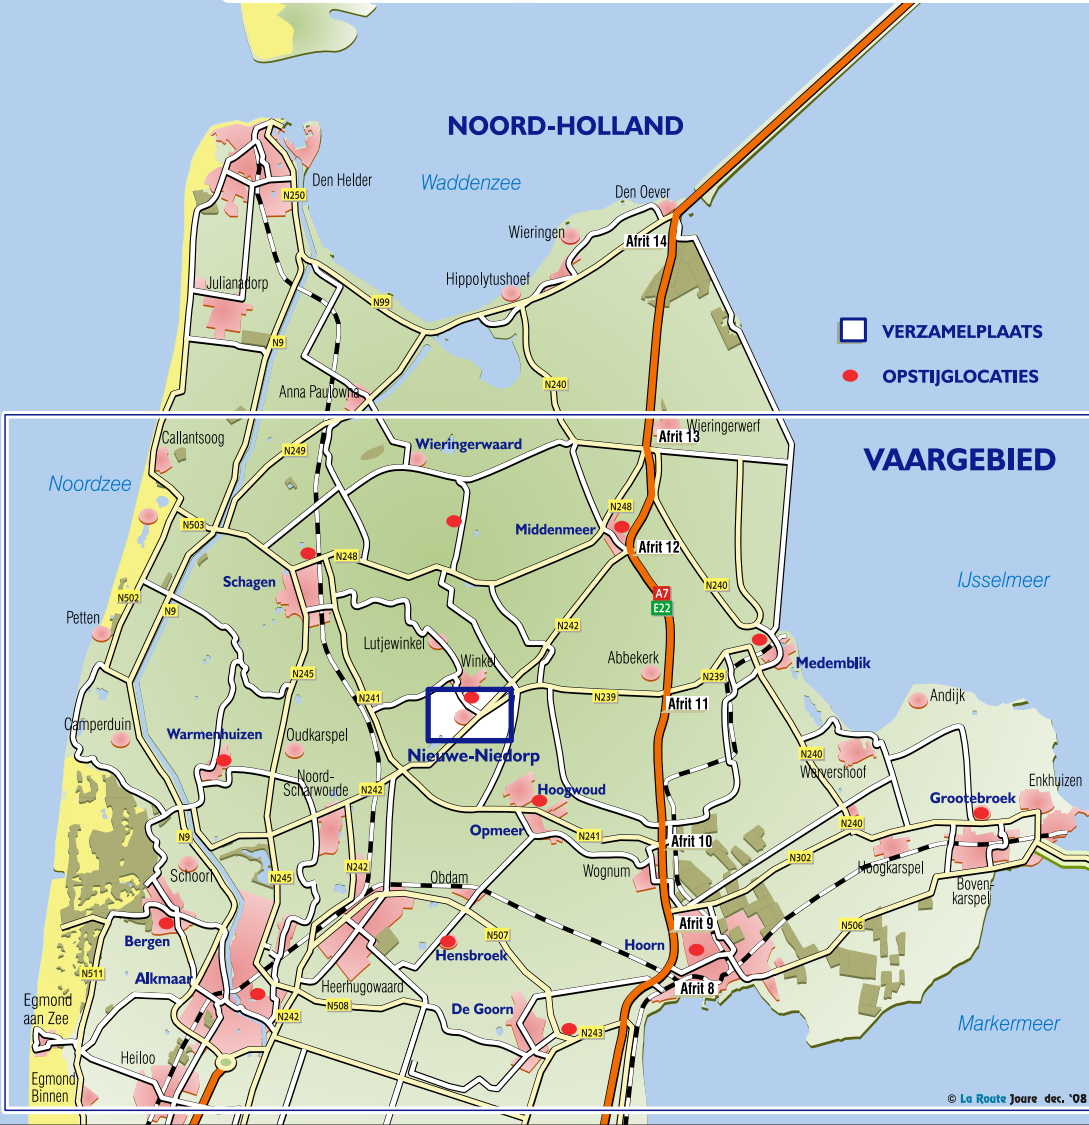 NOORD-HOLLAND
Den Helder
Waddenzee
Den Oever
N250
Wieringen
Afrit 14
Hippolytushoef
Julianadorp
N99
VERZAMELPLAATS
N9
OPSTIJGLOCATIES
N240
Anna Paulowna
Wieringerwerf
Afrit 13
Callantsoog
Wieringerwaard
N249
VAARGEBIED
Noordzee
N248
N503
Middenmeer
Afrit 12
N248
Schagen
IJsselmeer
N240
A7
E22
N502
N9
Petten
N242
Lutjewinkel
Abbekerk
Winkel
Medemblik
N245
N239
N241
N239
Andijk
Afrit 11
Camperduin
Warmenhuizen
Oudkarspel
Nieuwe-Niedorp
N240
Wervershoof
Noord-
Scharwoude
Enkhuizen
N242
Hoogwoud
Grootebroek
N240
Opmeer
N9
N241
Afrit 10
N302
N242
Wognum
Hoogkarspel
Schoorl
N245
Obdam
Boven-
karspel
Afrit 9
N506
N507
Bergen
Hoorn
Hensbroek
N511
Alkmaar
Heerhugowaard
Afrit 8
Egmond
aan Zee
N508
De Goorn
N242
Markermeer
N243
Heiloo
Egmond
Binnen
© La Route Joure dec. '08